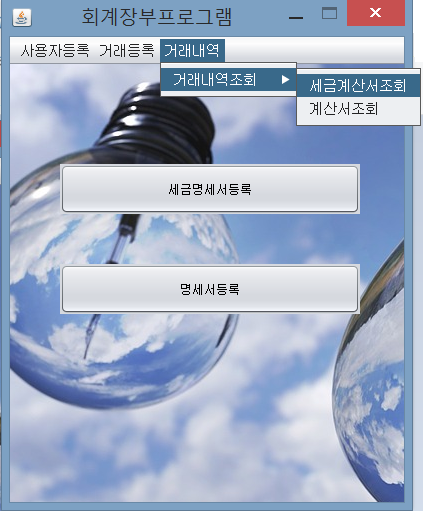 회계장부프로그램
사용자등록 거래등록 거래내역
거래내역조회
세금계산서조회
계산서조회
세금명세서등록
명세서등록